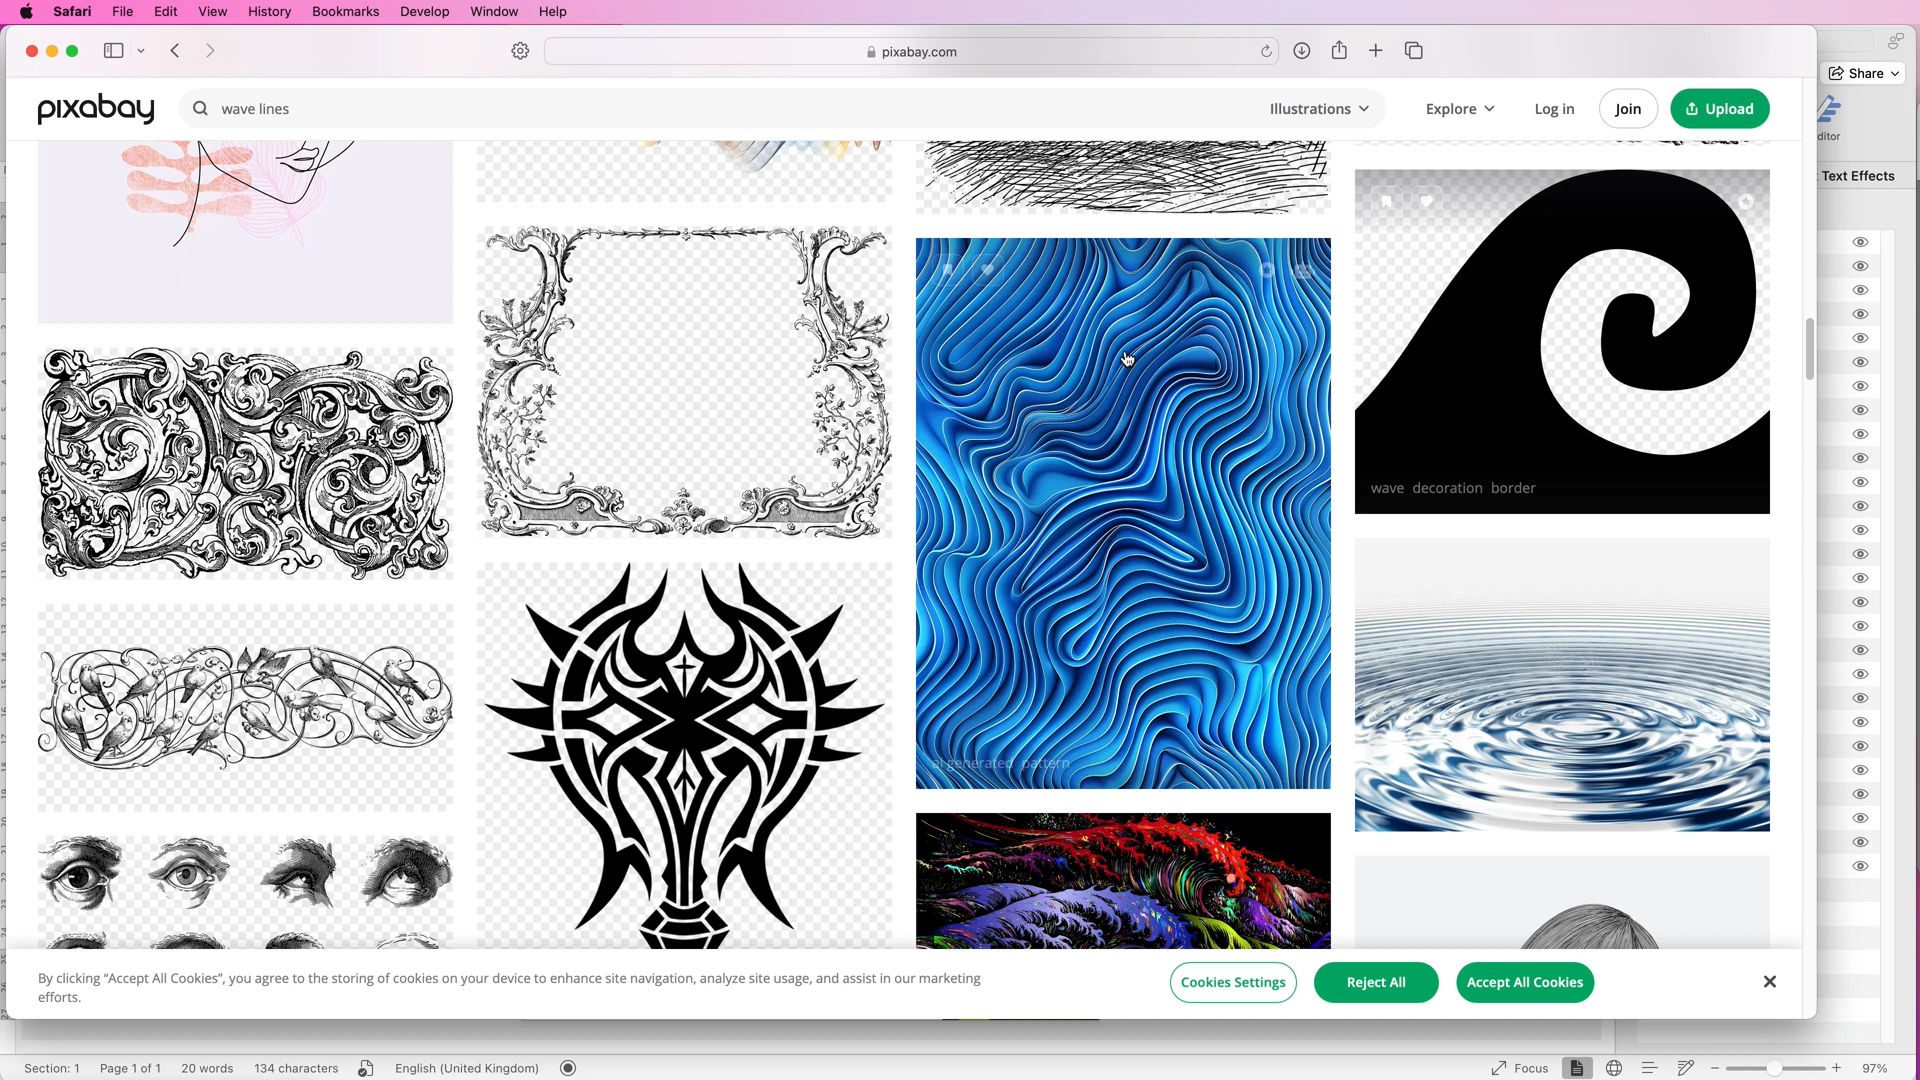 Safari File Edit View History Bookmarks Develop Window Help
pixabay.com
Share
pixabay wave lines Illustrations Explore Log in Join Upload
ditor
Text Effects
wave decoration border
ai generated pattern
By clicking “Accept All Cookies”, you agree to the storing of cookies on your device to enhance site navigation, analyze site usage, and assist in our marketing
efforts.
Cookies Settings Reject All Accept All Cookies
Section: 1 Page 1 of 1 20 words 134 characters English (United Kingdom) Focus 97%